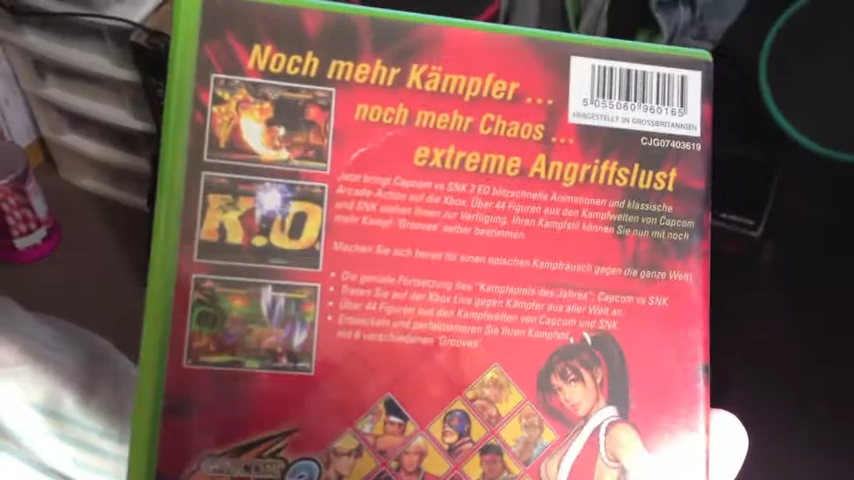 Noch mehr Kämpfer ...
noch mehr Chaos ...
extreme Angriffslust
5 055060 960165
HERGESTELLT IN GROSSBRITANNIEN
CJG07403619
Jetzt bringt Capcom vs SNK 2 EO blitzschnelle Animationen und klassische
Arcade-Action auf die Xbox. Über 44 Figuren aus den Kampfwelten von Capcom
und SNK stehen Ihnen zur Verfügung. Ihren Kampfstil können Sie nun mit noch
mehr Kampf-'Grooves' selber bestimmen.
Machen Sie sich bereit für einen epischen Kampfrausch gegen die ganze Welt!
• Die geniale Fortsetzung des "Kampfspiels des Jahres", Capcom vs SNK.
• Treten Sie auf der Xbox Live gegen Kämpfer aus aller Welt an.
• Über 44 Figuren aus den Kampfwelten von Capcom und SNK
• Entwickeln und perfektionieren Sie Ihren Kampfstil
mit 8 verschiedenen 'Grooves'.
K.O
CAPCOM
2